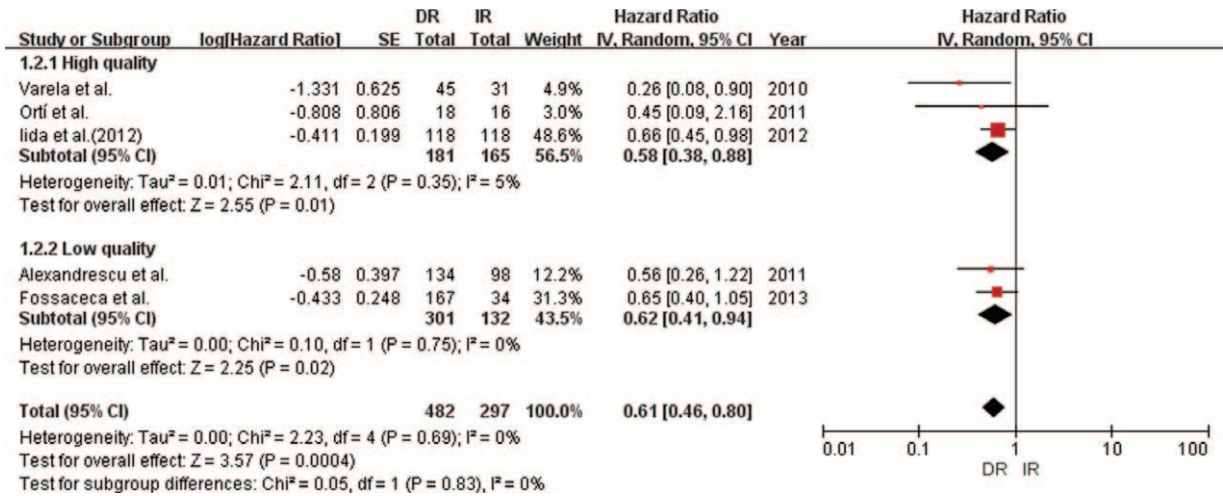 DR IR Hazard Ratio Hazard Ratio
Study or Subgroup log[Hazard Ratio] SE Total Total Weight IV, Random, 95% CI Year IV, Random, 95% CI
1.2.1 High quality
Varela et al. -1.331 0.625 45 31 4.9% 0.26 [0.08, 0.90] 2010
Ortí et al. -0.808 0.806 18 16 3.0% 0.45 [0.09, 2.16] 2011
Iida et al.(2012) -0.411 0.199 118 118 48.6% 0.66 [0.45, 0.98] 2012
Subtotal (95% CI) 181 165 56.5% 0.58 [0.38, 0.88]
Heterogeneity: Tau² = 0.01; Chi² = 2.11, df = 2 (P = 0.35); I² = 5%
Test for overall effect: Z = 2.55 (P = 0.01)
1.2.2 Low quality
Alexandrescu et al. -0.58 0.397 134 98 12.2% 0.56 [0.26, 1.22] 2011
Fossaceca et al. -0.433 0.248 167 34 31.3% 0.65 [0.40, 1.05] 2013
Subtotal (95% CI) 301 132 43.5% 0.62 [0.41, 0.94]
Heterogeneity: Tau² = 0.00; Chi² = 0.10, df = 1 (P = 0.75); I² = 0%
Test for overall effect: Z = 2.25 (P = 0.02)
Total (95% CI) 482 297 100.0% 0.61 [0.46, 0.80]
Heterogeneity: Tau² = 0.00; Chi² = 2.23, df = 4 (P = 0.69); I² = 0%
Test for overall effect: Z = 3.57 (P = 0.0004)
Test for subgroup differences: Chi² = 0.05, df = 1 (P = 0.83), I² = 0%
0.01 0.1 1 10 100
DR IR